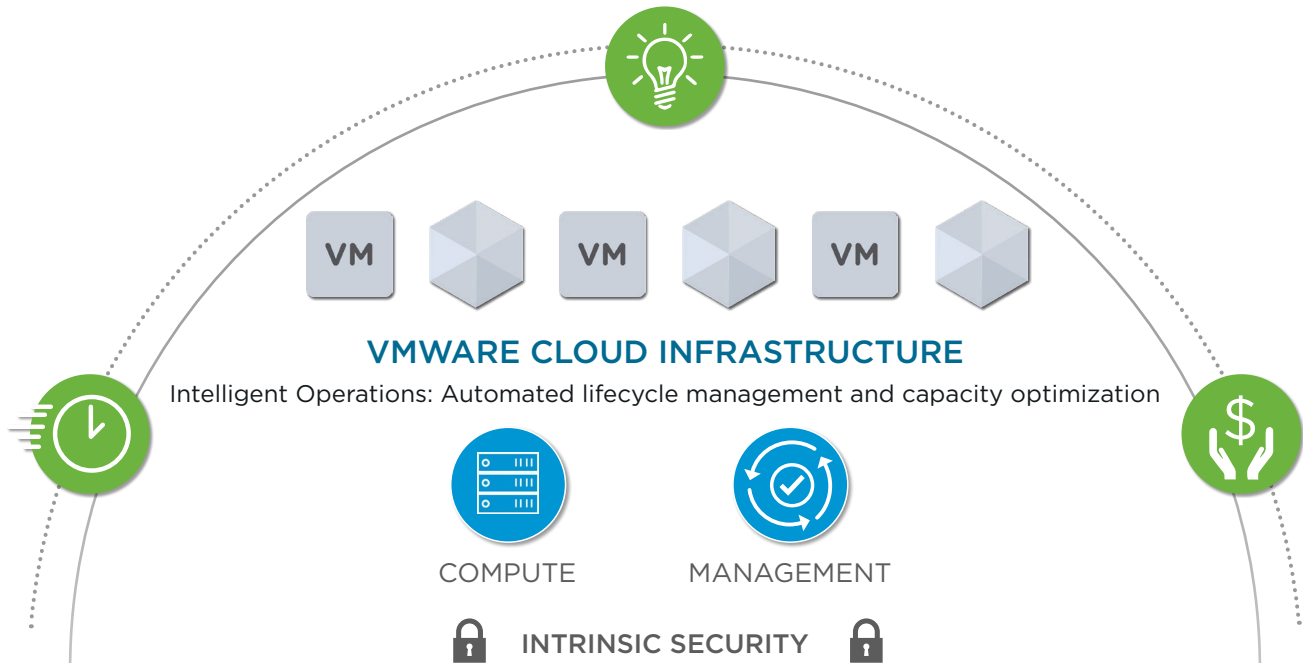 VM VM VM
VMWARE CLOUD INFRASTRUCTURE
Intelligent Operations: Automated lifecycle management and capacity optimization
$
COMPUTE MANAGEMENT
INTRINSIC SECURITY